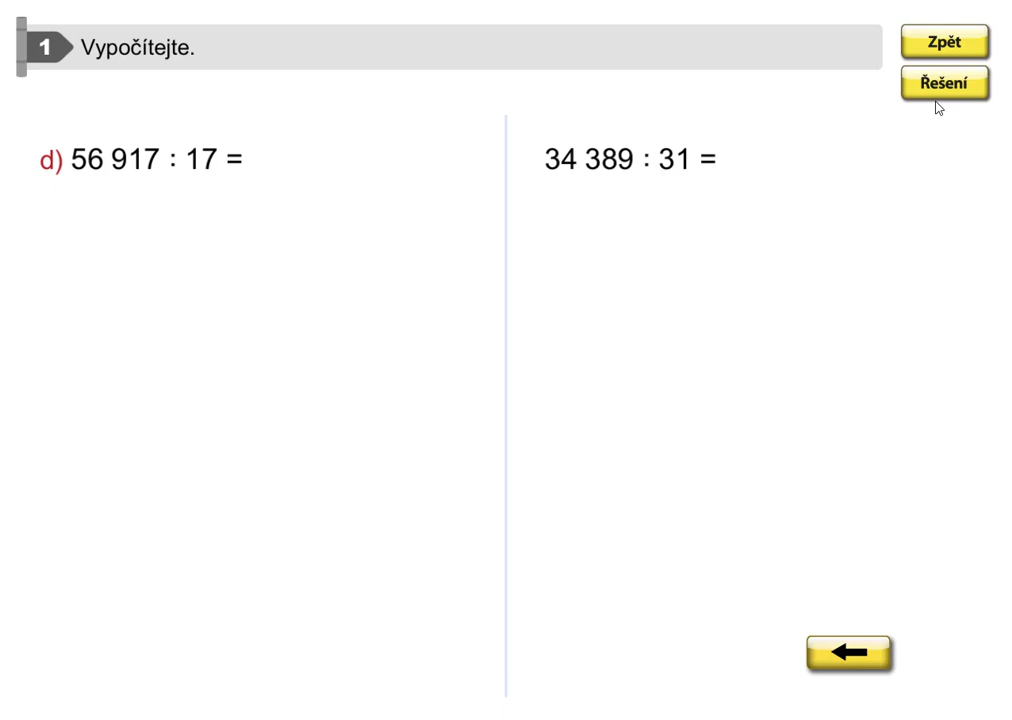 1 Vypočítejte.
Zpět
Řešení
d) 56 917 : 17 =
34 389 : 31 =